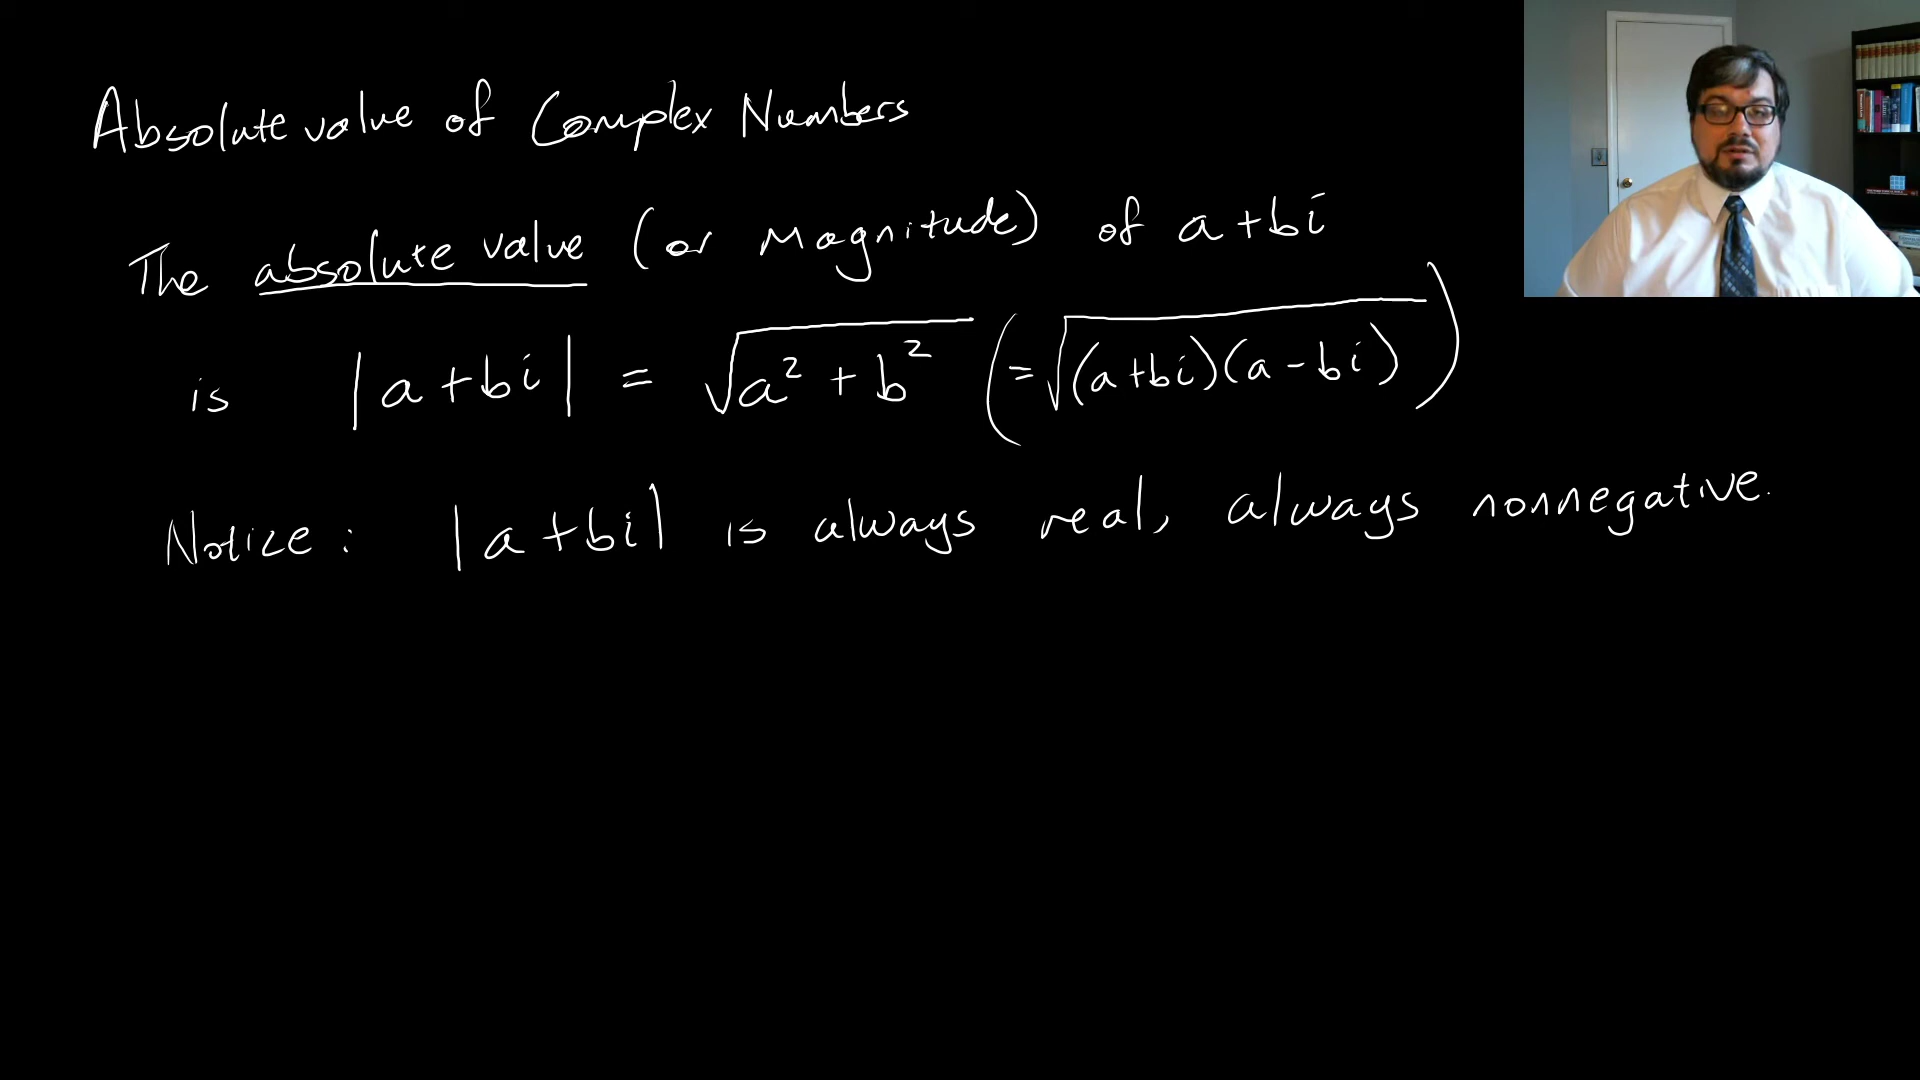 Absolute value of Complex Numbers
The absolute value (or magnitude) of a+bi
is |a+bi| = √(a² + b²) (= √((a+bi)(a-bi)))
Notice: |a+bi| is always real, always nonnegative.